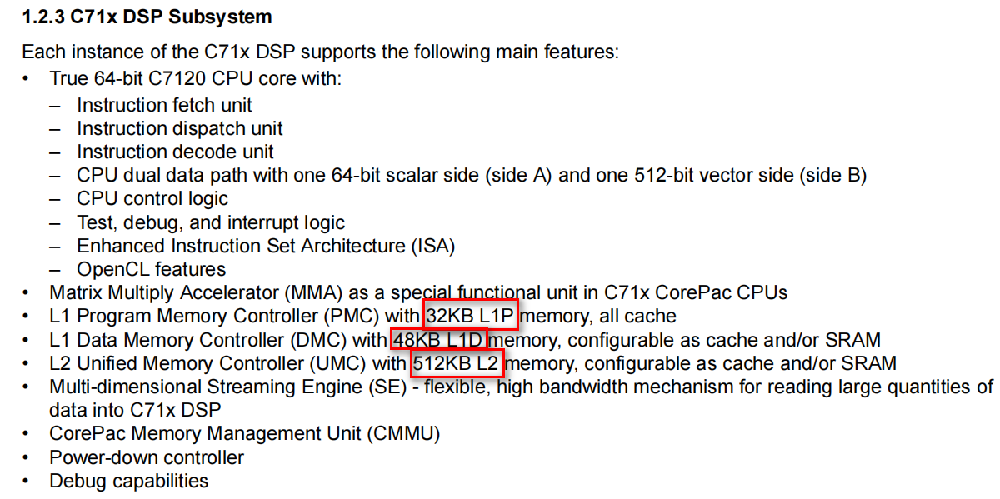 1.2.3 C71x DSP Subsystem
Each instance of the C71x DSP supports the following main features:
• True 64-bit C7120 CPU core with:
– Instruction fetch unit
– Instruction dispatch unit
– Instruction decode unit
– CPU dual data path with one 64-bit scalar side (side A) and one 512-bit vector side (side B)
– CPU control logic
– Test, debug, and interrupt logic
– Enhanced Instruction Set Architecture (ISA)
– OpenCL features
• Matrix Multiply Accelerator (MMA) as a special functional unit in C71x CorePac CPUs
• L1 Program Memory Controller (PMC) with 32KB L1P memory, all cache
• L1 Data Memory Controller (DMC) with 48KB L1D memory, configurable as cache and/or SRAM
• L2 Unified Memory Controller (UMC) with 512KB L2 memory, configurable as cache and/or SRAM
• Multi-dimensional Streaming Engine (SE) - flexible, high bandwidth mechanism for reading large quantities of
data into C71x DSP
• CorePac Memory Management Unit (CMMU)
• Power-down controller
• Debug capabilities